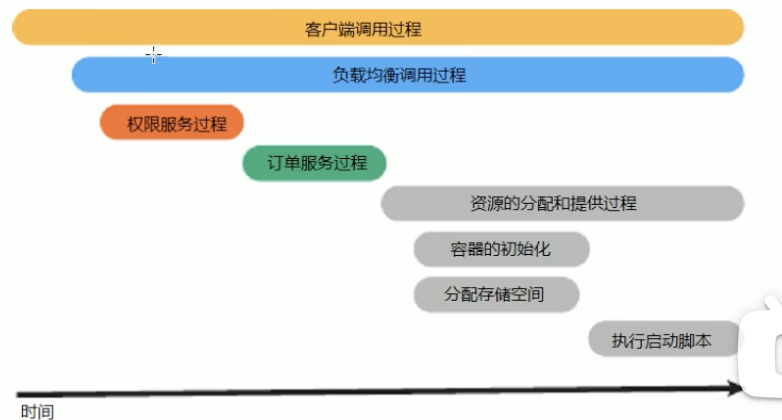 客户端调用过程
负载均衡调用过程
权限服务过程
订单服务过程
资源的分配和提供过程
容器的初始化
分配存储空间
执行启动脚本
时间